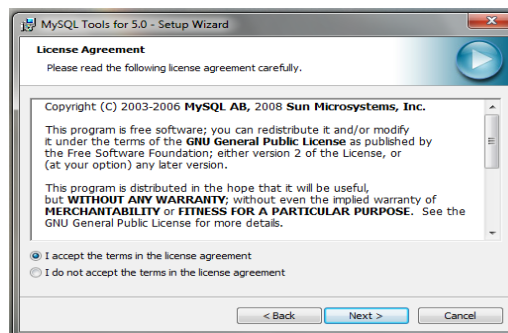 MySQL Tools for 5.0 - Setup Wizard
License Agreement
Please read the following license agreement carefully.
Copyright (C) 2003-2006 MySQL AB, 2008 Sun Microsystems, Inc.
This program is free software; you can redistribute it and/or modify
it under the terms of the GNU General Public License as published by
the Free Software Foundation; either version 2 of the License, or
(at your option) any later version.
This program is distributed in the hope that it will be useful,
but WITHOUT ANY WARRANTY; without even the implied warranty of
MERCHANTABILITY or FITNESS FOR A PARTICULAR PURPOSE. See the
GNU General Public License for more details.
I accept the terms in the license agreement
I do not accept the terms in the license agreement
< Back Next > Cancel